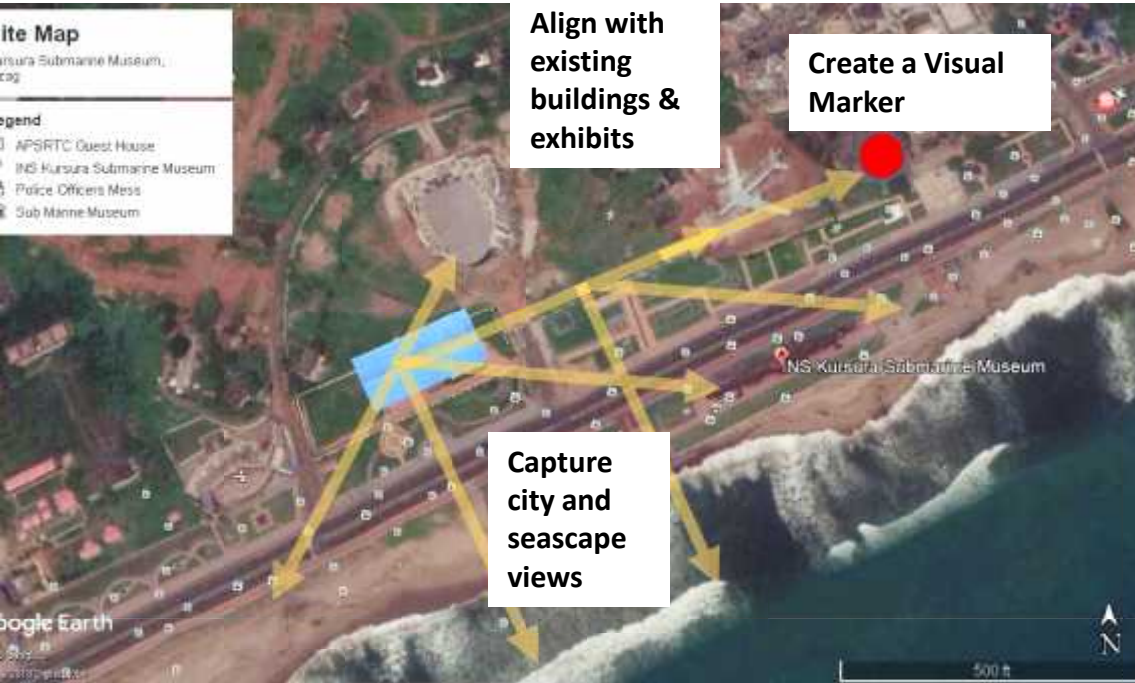 ite Map
ursura Submarine Museum,
zag
egend
APSRTC Guest House
INS Kursura Submarine Museum
Police Officers Mess
Sub Marine Museum
Align with
existing
buildings &
exhibits
Create a Visual
Marker
NS Kursura Submarine Museum
Capture
city and
seascape
views
oogle Earth
N
500 ft